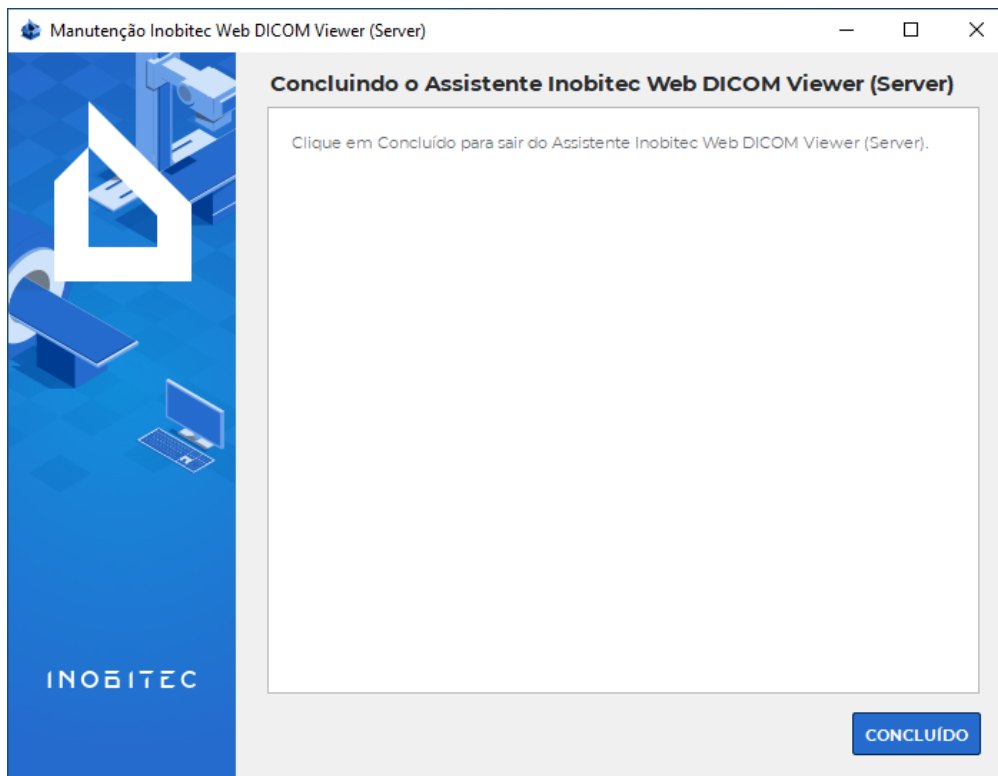 Manutenção Inobitec Web DICOM Viewer (Server)
Concluindo o Assistente Inobitec Web DICOM Viewer (Server)
Clique em Concluído para sair do Assistente Inobitec Web DICOM Viewer (Server).
INOBITEC
CONCLUÍDO